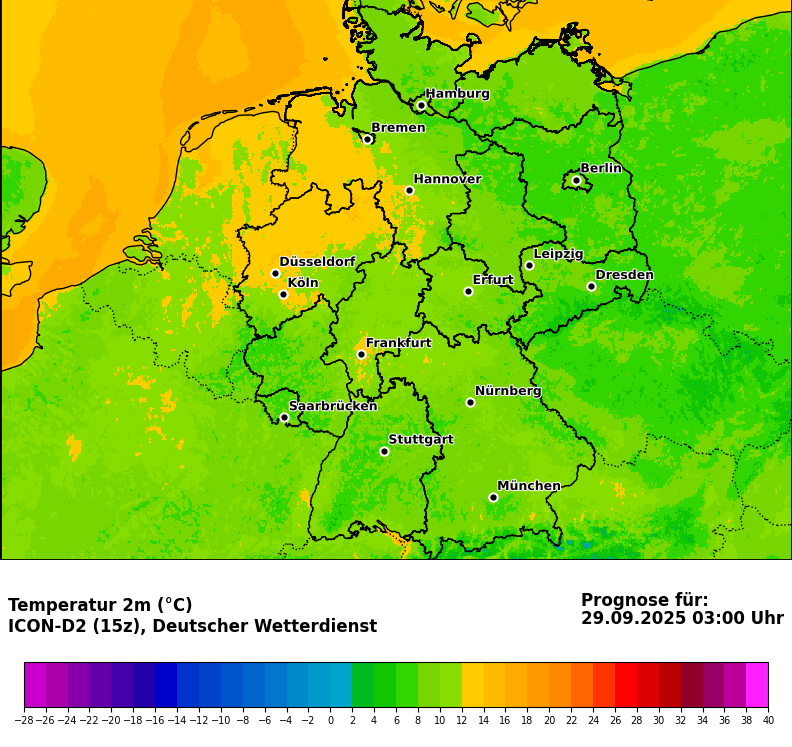 Hamburg
Bremen
Berlin
Hannover
Leipzig
Düsseldorf
Dresden
Köln
Erfurt
Frankfurt
Nürnberg
Saarbrücken
Stuttgart
München
Temperatur 2m (°C)
ICON-D2 (15z), Deutscher Wetterdienst
Prognose für:
29.09.2025 03:00 Uhr
−28 −26 −24 −22 −20 −18 −16 −14 −12 −10 −8 −6 −4 −2 0 2 4 6 8 10 12 14 16 18 20 22 24 26 28 30 32 34 36 38 40